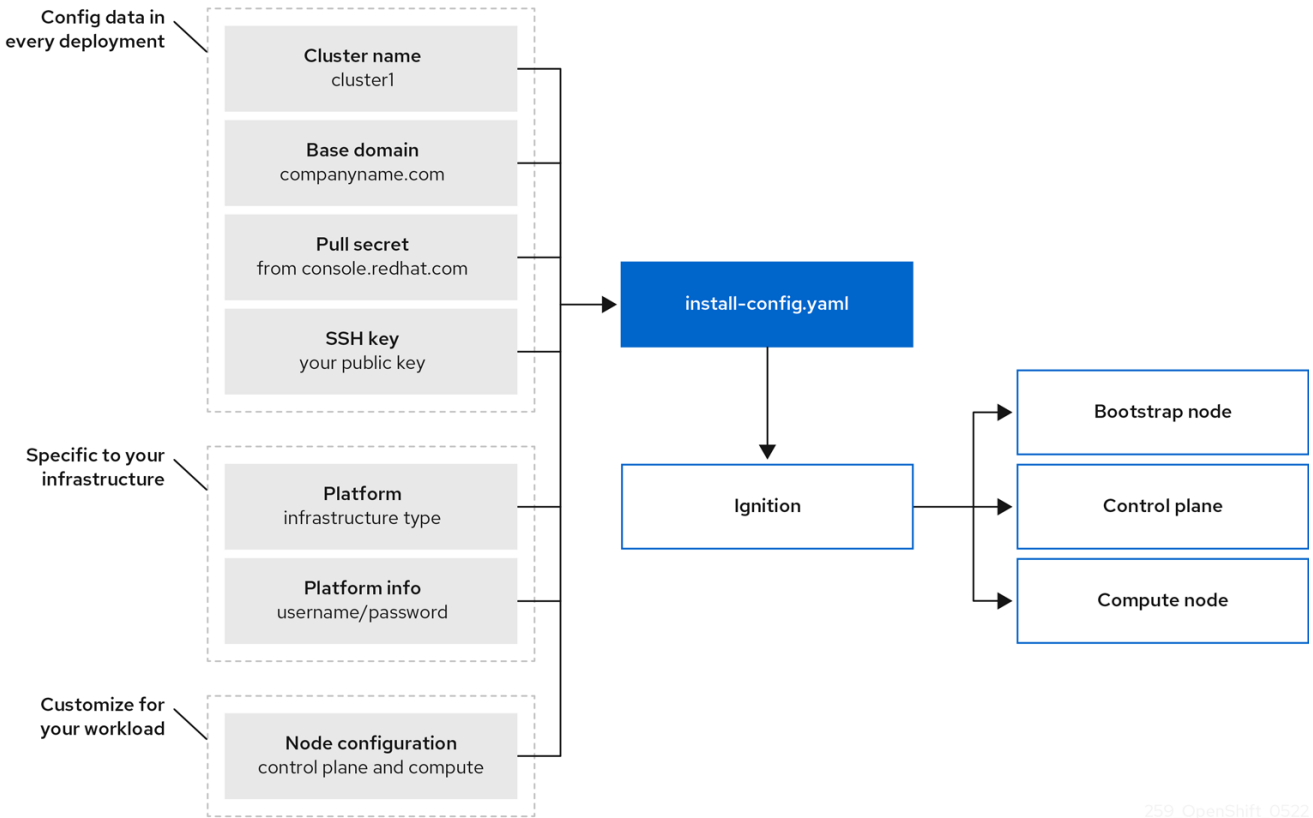 Config data in
every deployment
Cluster name
cluster1
Base domain
companyname.com
Pull secret
from console.redhat.com
SSH key
your public key
Specific to your
infrastructure
Platform
infrastructure type
Platform info
username/password
Customize for
your workload
Node configuration
control plane and compute
install-config.yaml
Ignition
Bootstrap node
Control plane
Compute node
259_OpenShift_0522